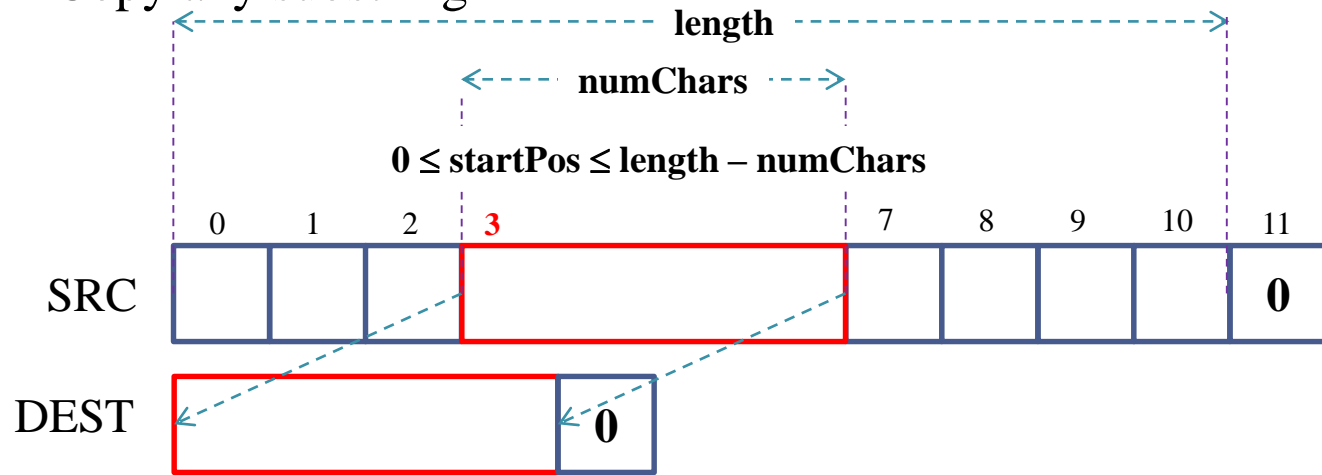 length
numChars
0 ≤ startPos ≤ length – numChars
0 1 2 3 7 8 9 10 11
SRC 0
DEST 0